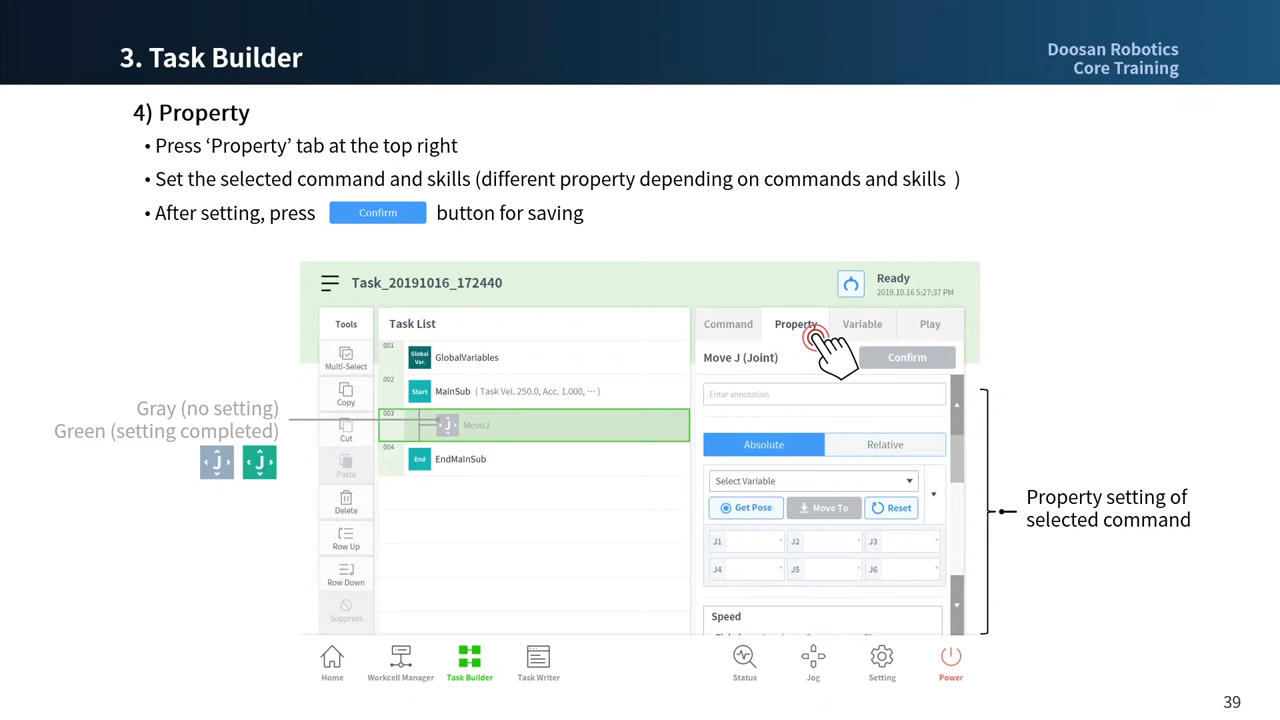 3. Task Builder
Doosan Robotics
Core Training
4) Property
• Press ‘Property’ tab at the top right
• Set the selected command and skills (different property depending on commands and skills )
• After setting, press Confirm button for saving
Task_20191016_172440
Ready
2019.10.16 5:27:37 PM
Tools
Task List
Command Property Variable Play
Multi-Select
Copy
Cut
Paste
Delete
Row Up
Row Down
Suppress
001
Global Var. GlobalVariables
002
Start MainSub ( Task Vel. 250.0, Acc. 1.000, ··· )
003
J MoveJ
004
End EndMainSub
Gray (no setting)
Green (setting completed)
J J
Move J (Joint) Confirm
Enter annotation
Absolute Relative
Select Variable
Get Pose Move To Reset
J1 ° J2 ° J3 °
J4 ° J5 ° J6 °
Speed
Property setting of
selected command
Home Workcell Manager Task Builder Task Writer Status Jog Setting Power
39